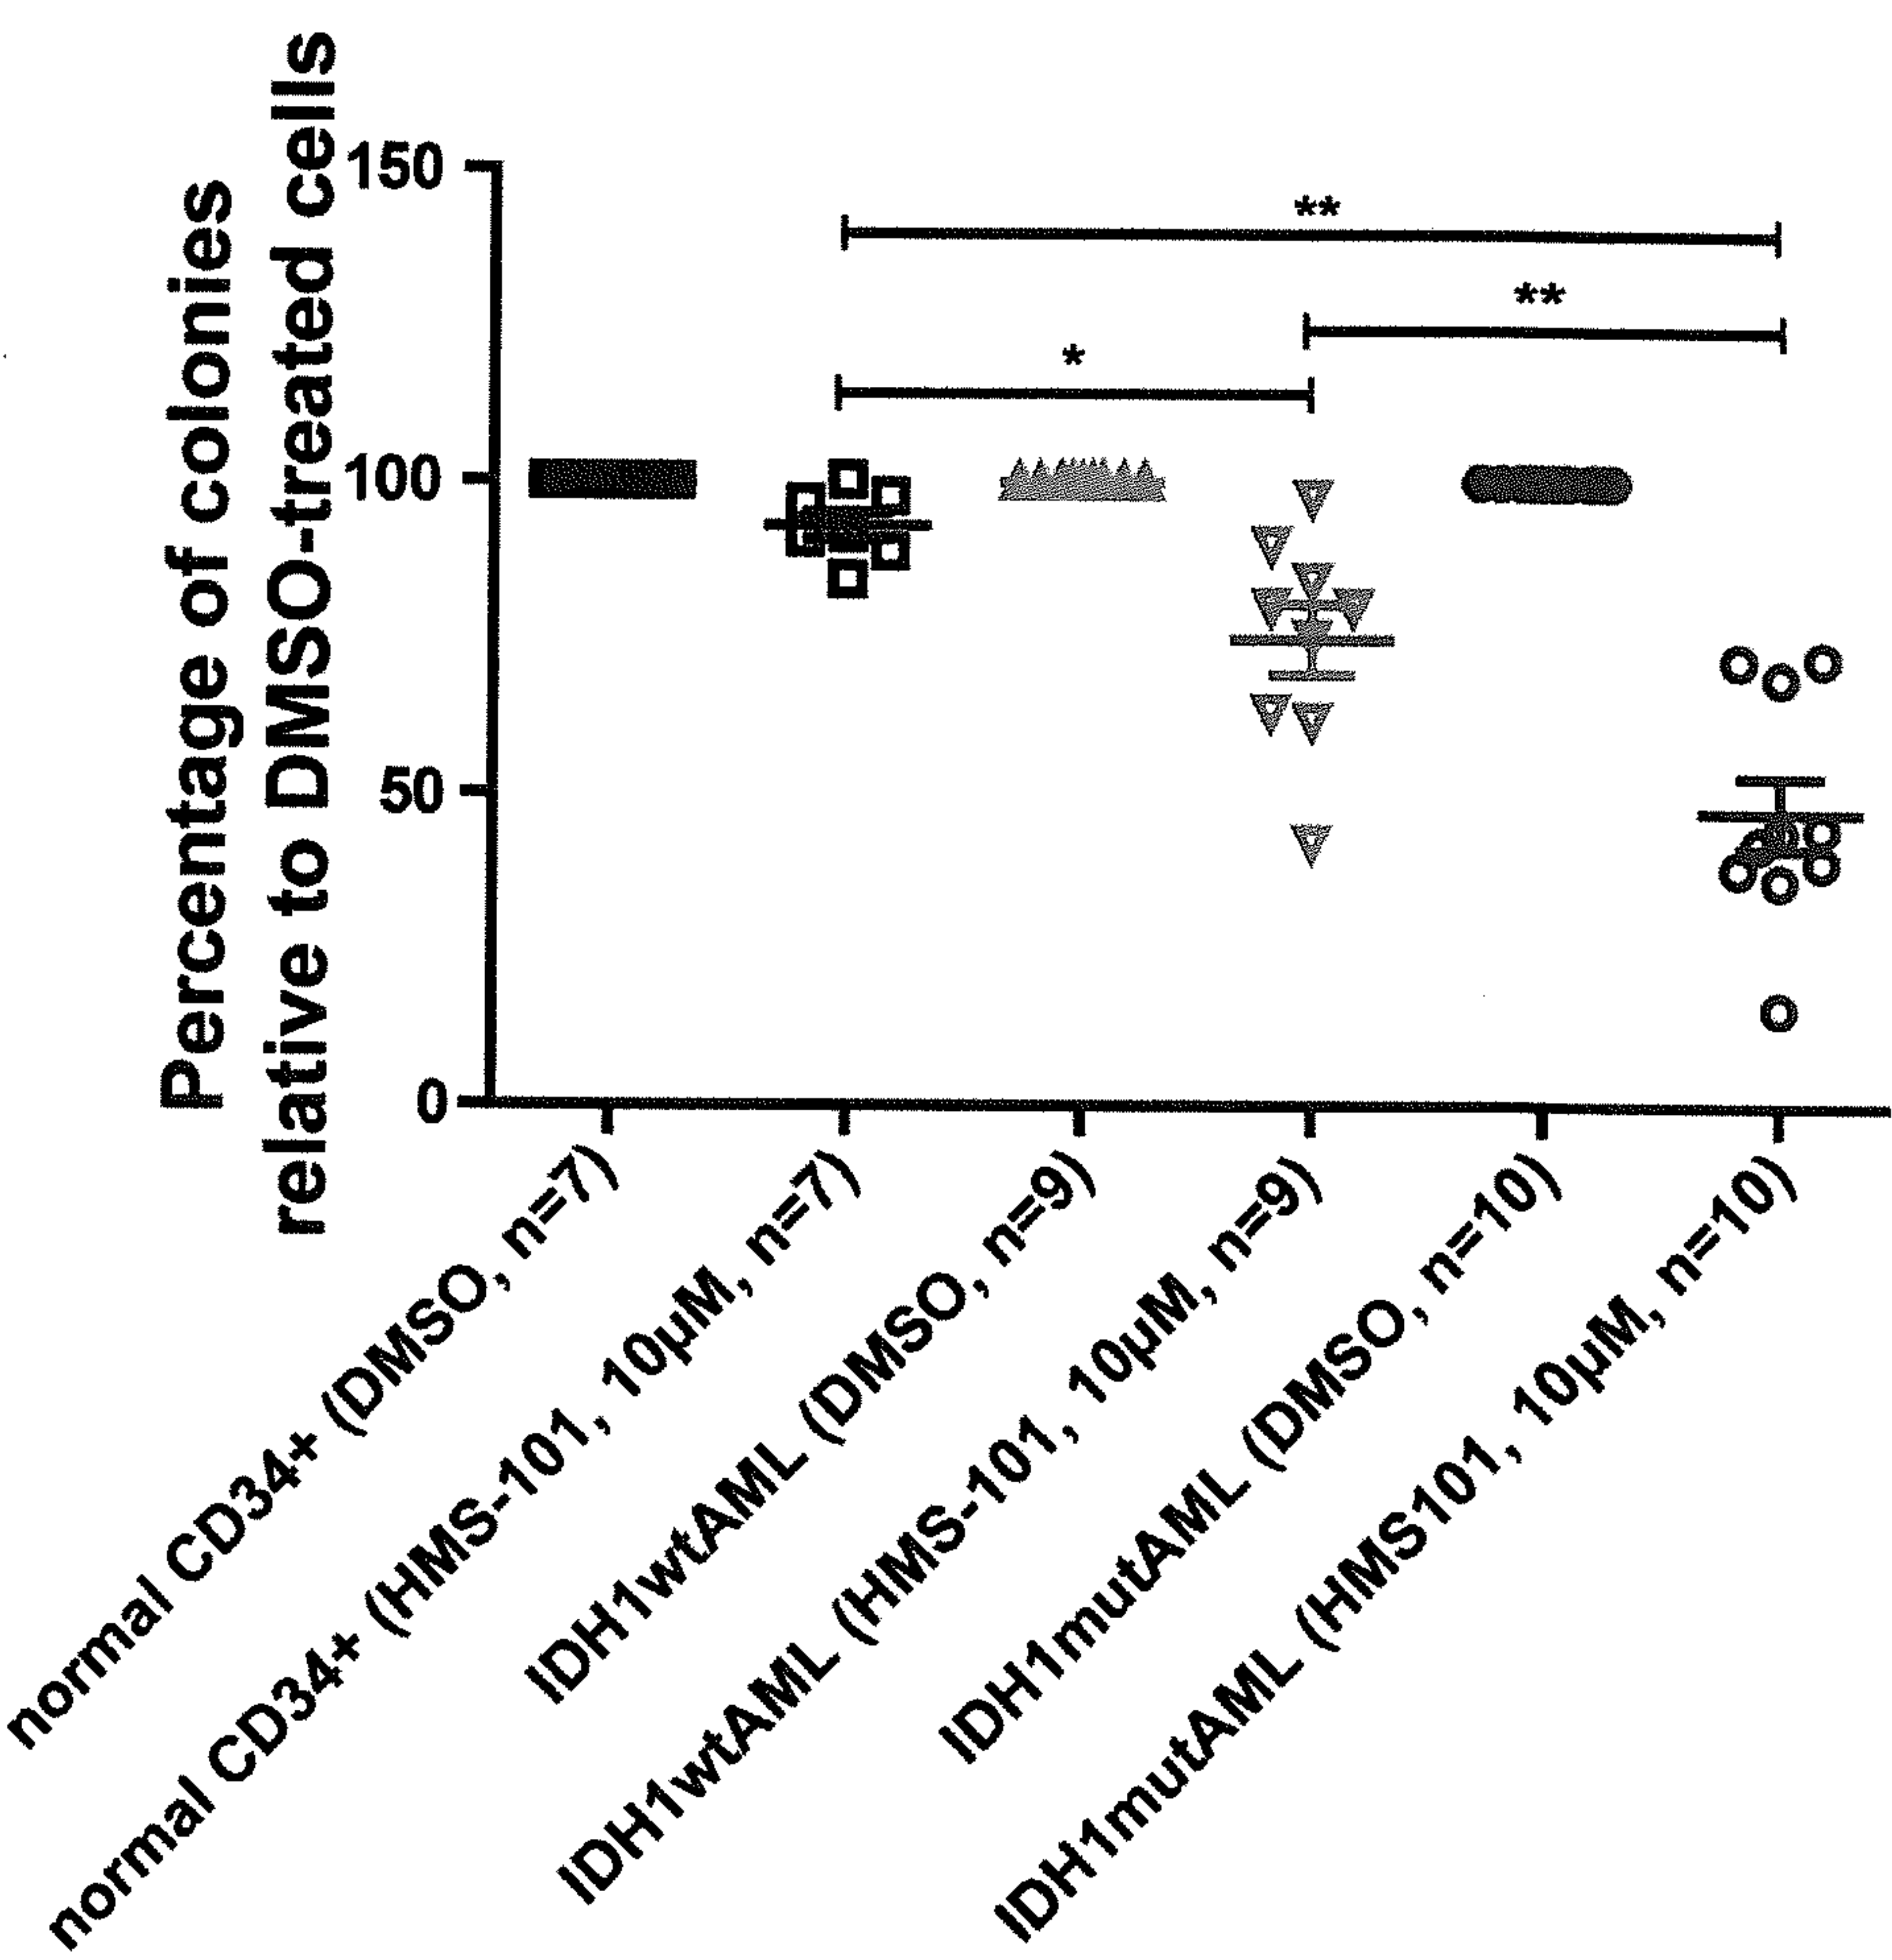 Percentage of colonies
relative to DMSO-treated cells
150
100
50
0
**
**
*
normal CD34+ (DMSO, n=7)
normal CD34+ (HMS-101, 10µM, n=7)
IDH1wtAML (DMSO, n=9)
IDH1wtAML (HMS-101, 10µM, n=9)
IDH1mutAML (DMSO, n=10)
IDH1mutAML (HMS101, 10µM, n=10)